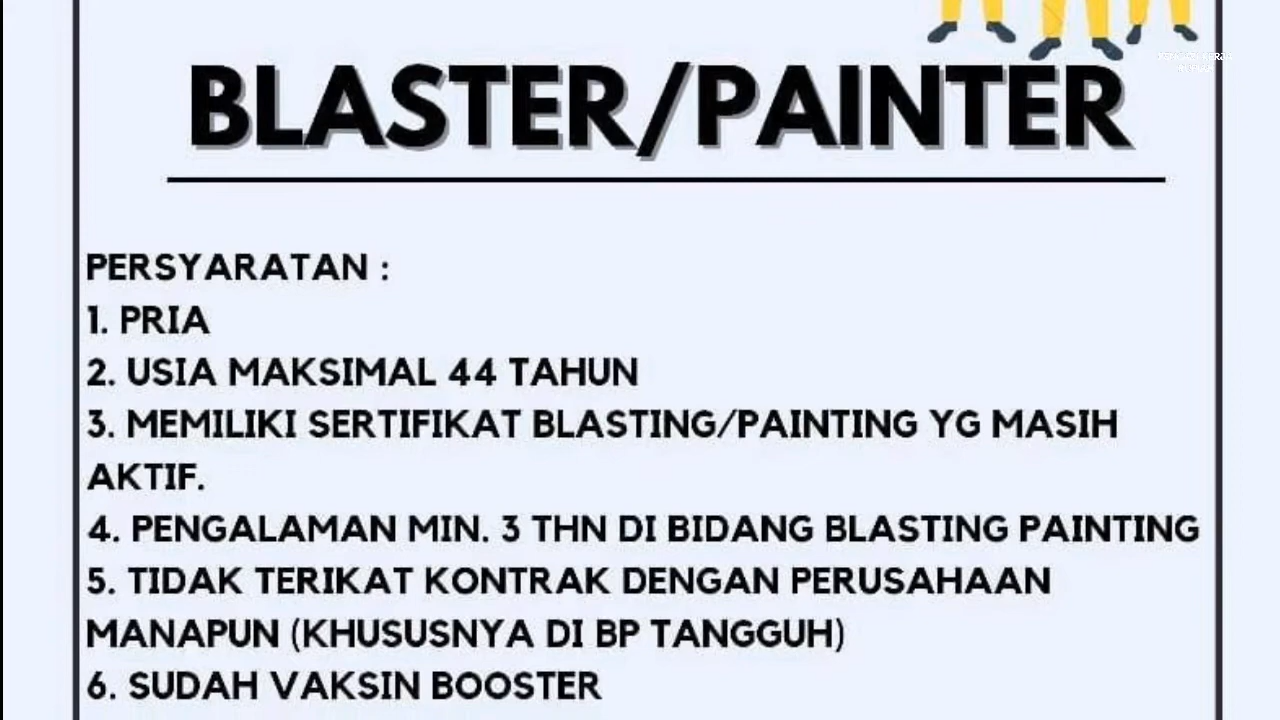 BLASTER/PAINTER
PERSYARATAN :
1. PRIA
2. USIA MAKSIMAL 44 TAHUN
3. MEMILIKI SERTIFIKAT BLASTING/PAINTING YG MASIH
AKTIF.
4. PENGALAMAN MIN. 3 THN DI BIDANG BLASTING PAINTING
5. TIDAK TERIKAT KONTRAK DENGAN PERUSAHAAN
MANAPUN (KHUSUSNYA DI BP TANGGUH)
6. SUDAH VAKSIN BOOSTER